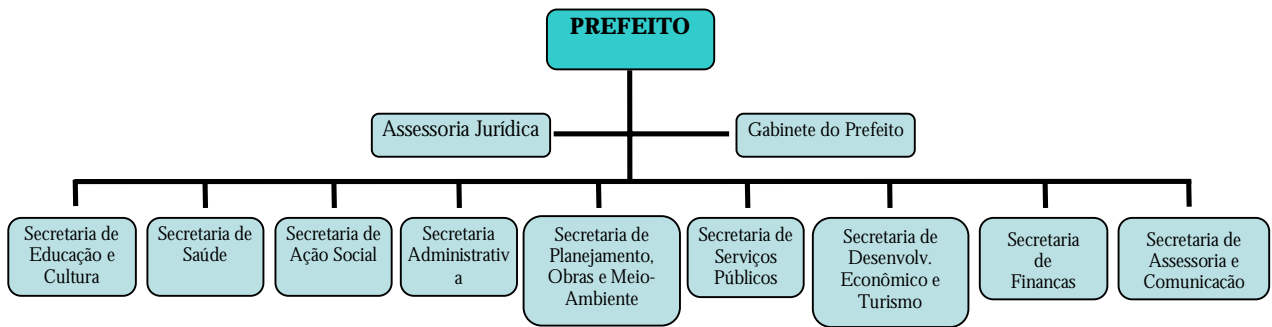 PREFEITO
Assessoria Jurídica
Gabinete do Prefeito
Secretaria de
Educação e
Cultura
Secretaria de
Saúde
Secretaria de
Ação Social
Secretaria
Administrativ
a
Secretaria de
Planejamento,
Obras e Meio-
Ambiente
Secretaria de
Serviços
Públicos
Secretaria de
Desenvolv.
Econômico e
Turismo
Secretaria
de
Financas
Secretaria de
Assessoria e
Comunicacão